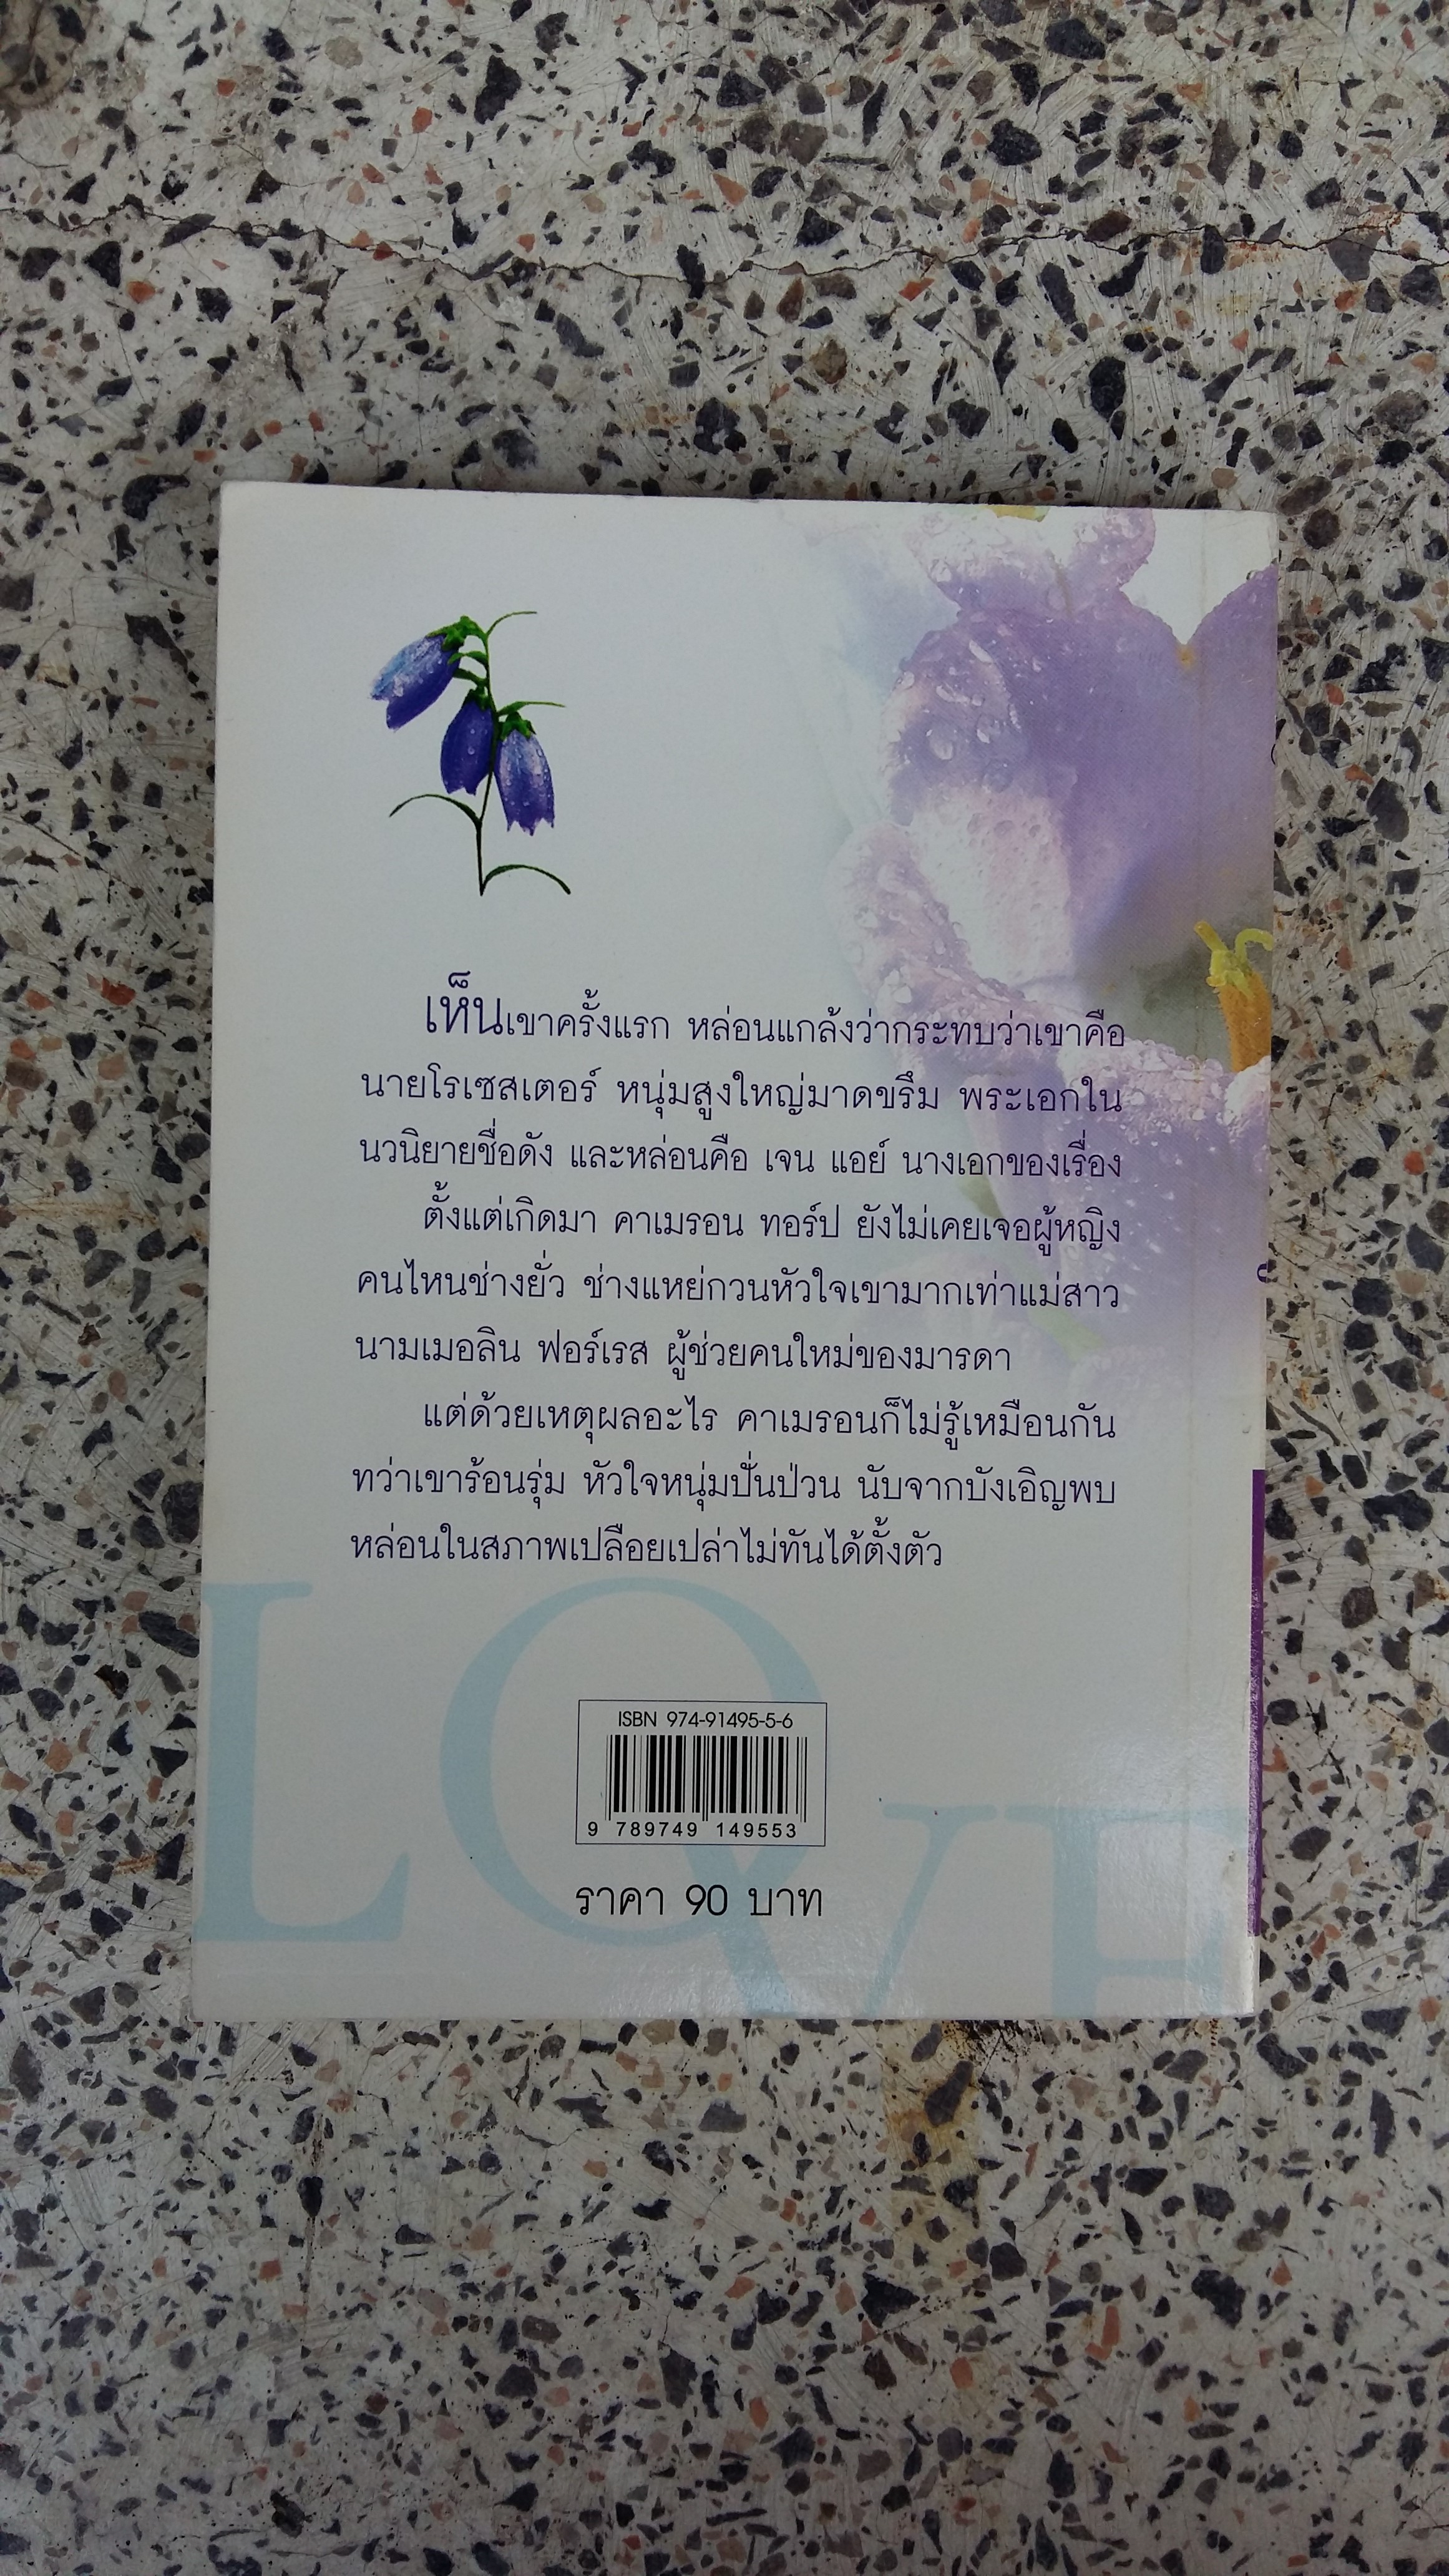 เห็นเขาครั้งแรก หล่อนแกล้งว่ากระทบว่าเขาคือ
นายโรเชสเตอร์ หนุ่มสูงใหญ่มาดขรึม พระเอกใน
นวนิยายชื่อดัง และหล่อนคือ เจน แอย์ นางเอกของเรื่อง
ตั้งแต่เกิดมา คาเมรอน ทอร์ป ยังไม่เคยเจอผู้หญิง
คนไหนช่างยั่ว ช่างแหย่กวนหัวใจเขามากเท่าแม่สาว
นามเมอลิน ฟอร์เรส ผู้ช่วยคนใหม่ของมารดา
แต่ด้วยเหตุผลอะไร คาเมรอนก็ไม่รู้เหมือนกัน
ทว่าเขาร้อนรุ่ม หัวใจหนุ่มปั่นป่วน นับจากบังเอิญพบ
หล่อนในสภาพเปลือยเปล่าไม่ทันได้ตั้งตัว
LOVE
ISBN 974-91495-5-6
9 789749 149553
ราคา 90 บาท